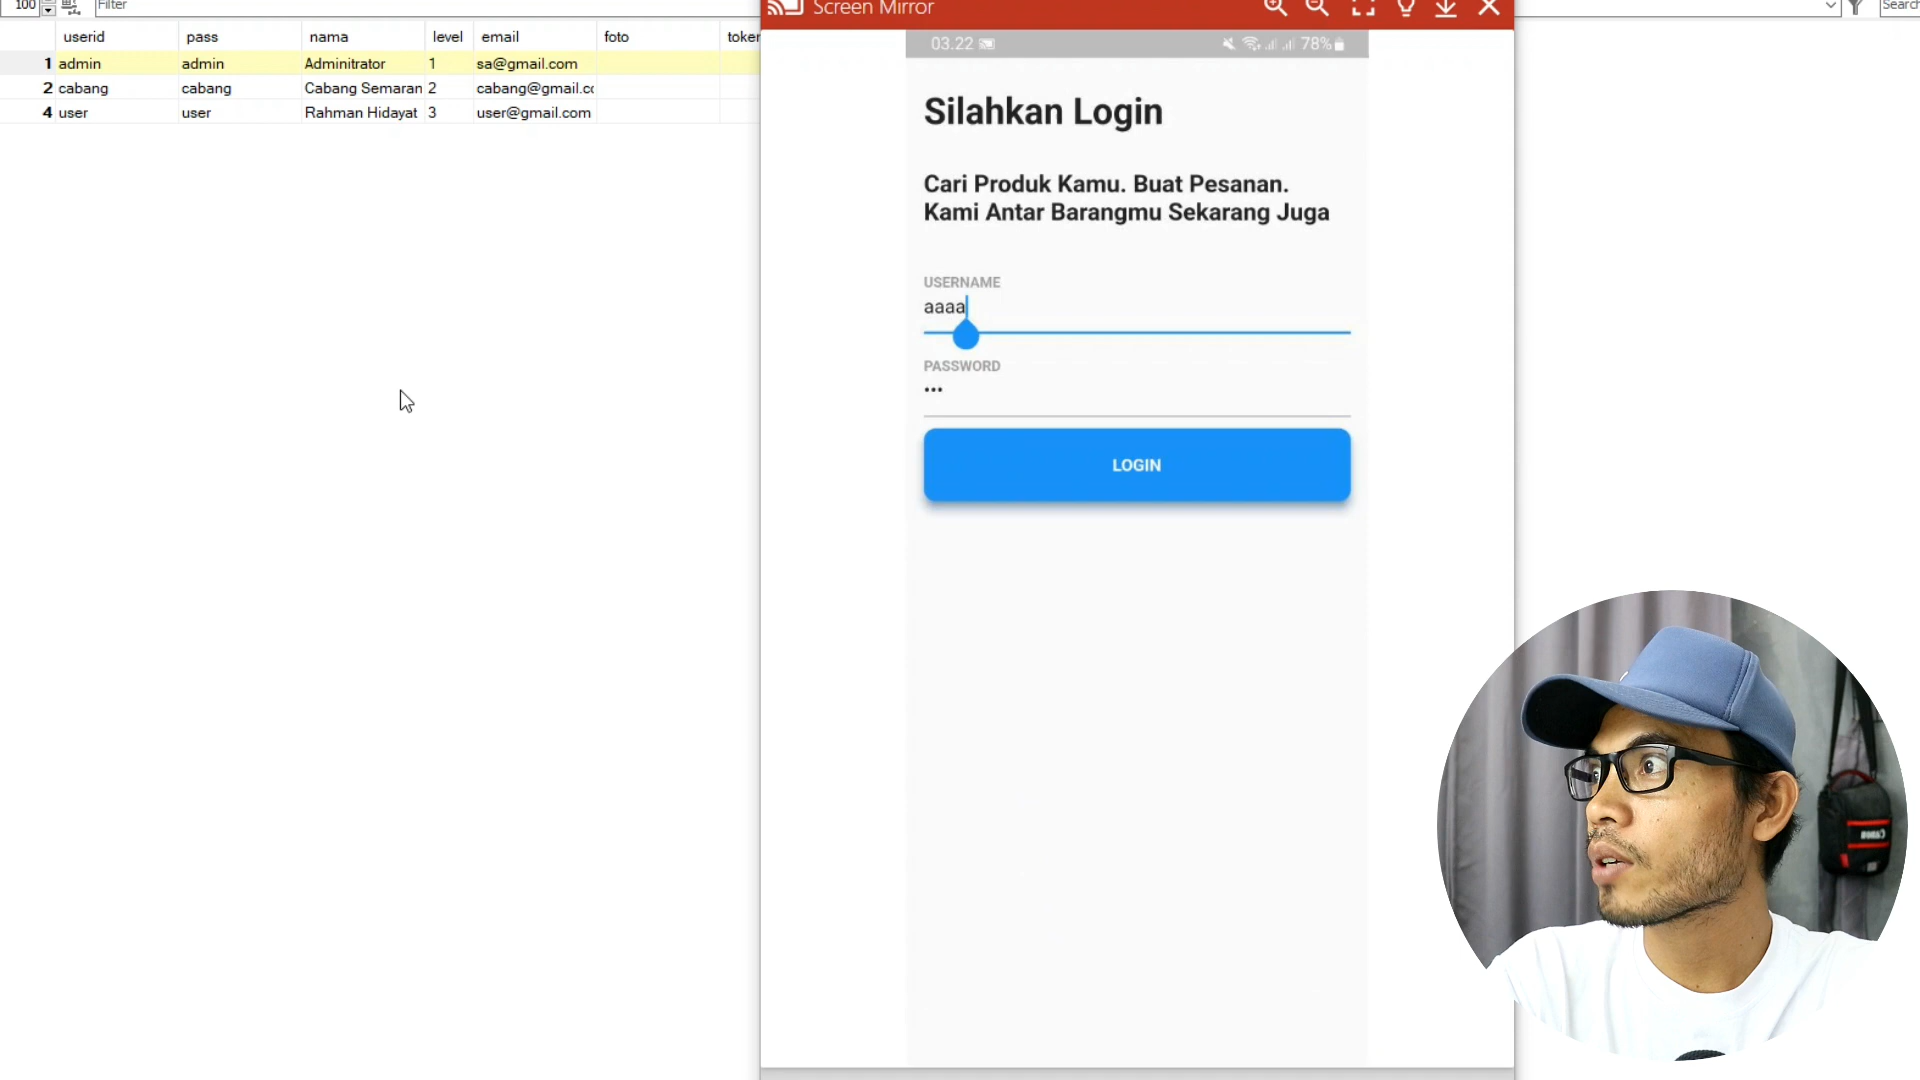 100 Filter
userid pass nama level email foto
1 admin admin Adminitrator 1 sa@gmail.com
2 cabang cabang Cabang Semaran 2
4 user user Rahman Hidayat 3 user@gmail.com
Screen Mirror
Search
03.22 78%
Silahkan Login
Cari Produk Kamu. Buat Pesanan.
Kami Antar Barangmu Sekarang Juga
USERNAME
aaaa
PASSWORD
•••
LOGIN
Canon